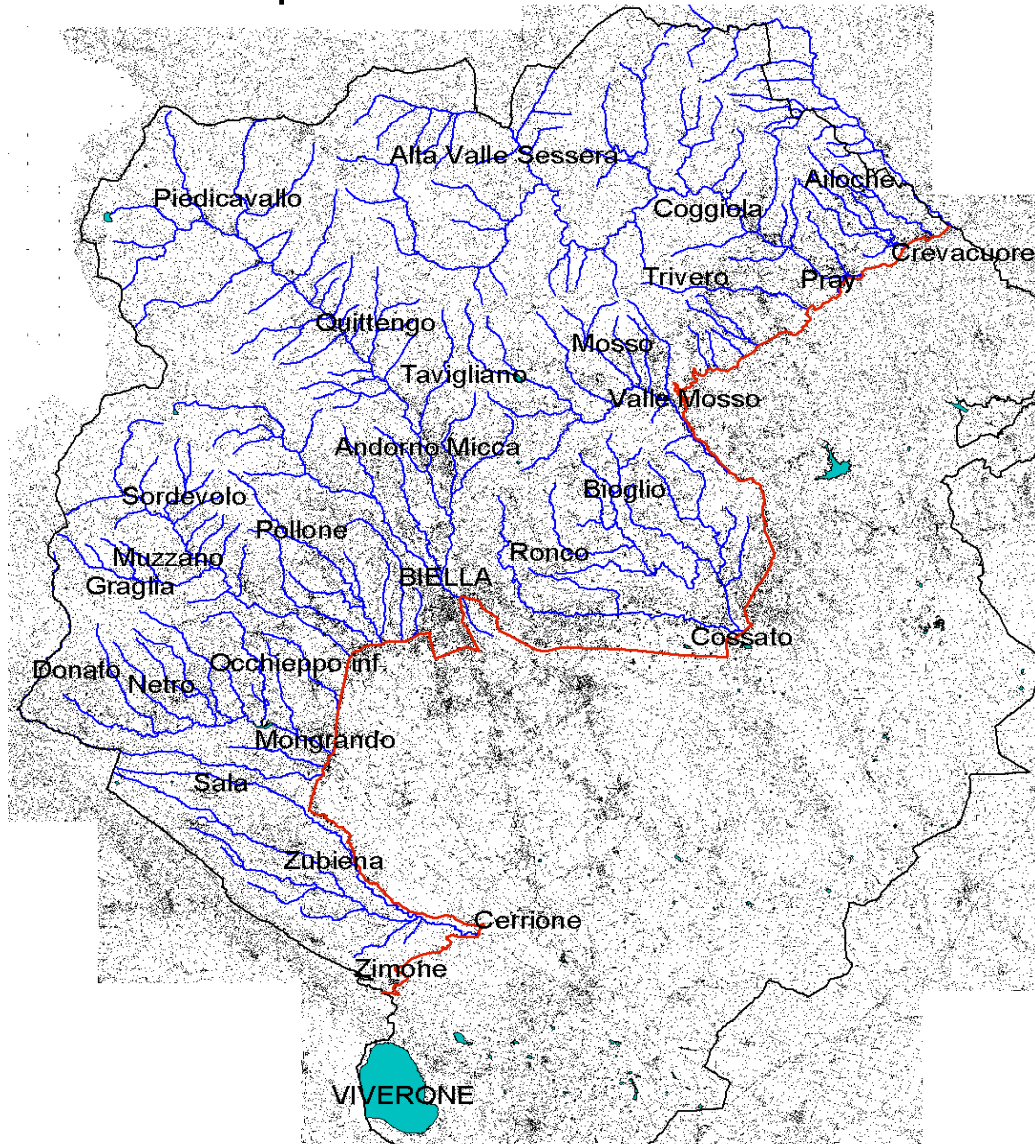 Alta Valle Sessera
Ailoche
Piedicavallo
Coggiola
Crevacuore
Trivero
Pray
Quittengo
Mosso
Tavigliano
Valle Mosso
Andorno Micca
Bioglio
Sordevolo
Pollone
Ronco
Muzzano
BIELLA
Graglia
Cossato
Occhieppo inf.
Donato
Netro
Mongrando
Sala
Zubiena
Cerrione
Zimone
VIVERONE